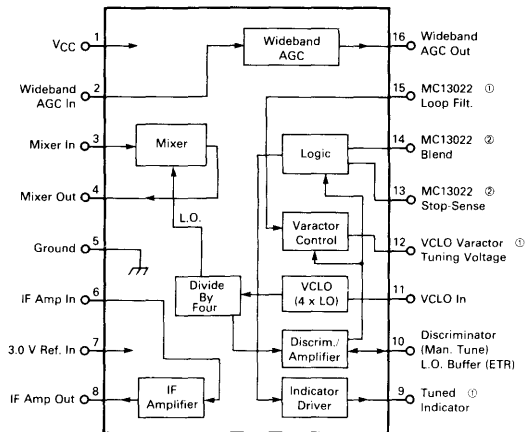 VCC 1
Wideband
AGC In 2
Mixer In 3
Mixer Out 4
Ground 5
IF Amp In 6
3.0 V Ref. In 7
IF Amp Out 8
Wideband
AGC
Mixer
L.O.
Logic
Varactor
Control
Divide
By
Four
VCLO
(4 x LO)
Discrim./
Amplifier
IF
Amplifier
Indicator
Driver
16 Wideband
AGC Out
15 MC13022 ①
Loop Filt.
14 MC13022 ②
Blend
13 MC13022 ②
Stop-Sense
12 VCLO Varactor ①
Tuning Voltage
11 VCLO In
10 Discriminator
(Man. Tune)
L.O. Buffer (ETR)
9 Tuned ①
Indicator